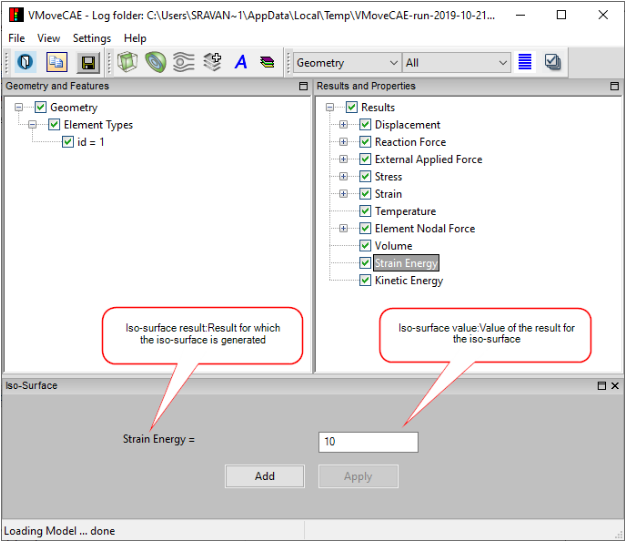 VMoveCAE - Log folder: C:\Users\SRAVAN~1\AppData\Local\Temp\VMoveCAE-run-2019-10-21...
File View Settings Help
A Geometry All
Geometry and Features
Results and Properties
Geometry
Element Types
id = 1
Results
Displacement
Reaction Force
External Applied Force
Stress
Strain
Temperature
Element Nodal Force
Volume
Strain Energy
Kinetic Energy
Iso-surface result:Result for which
the iso-surface is generated
Iso-surface value:Value of the result for
the iso-surface
Iso-Surface
Strain Energy = 10
Add Apply
Loading Model ... done